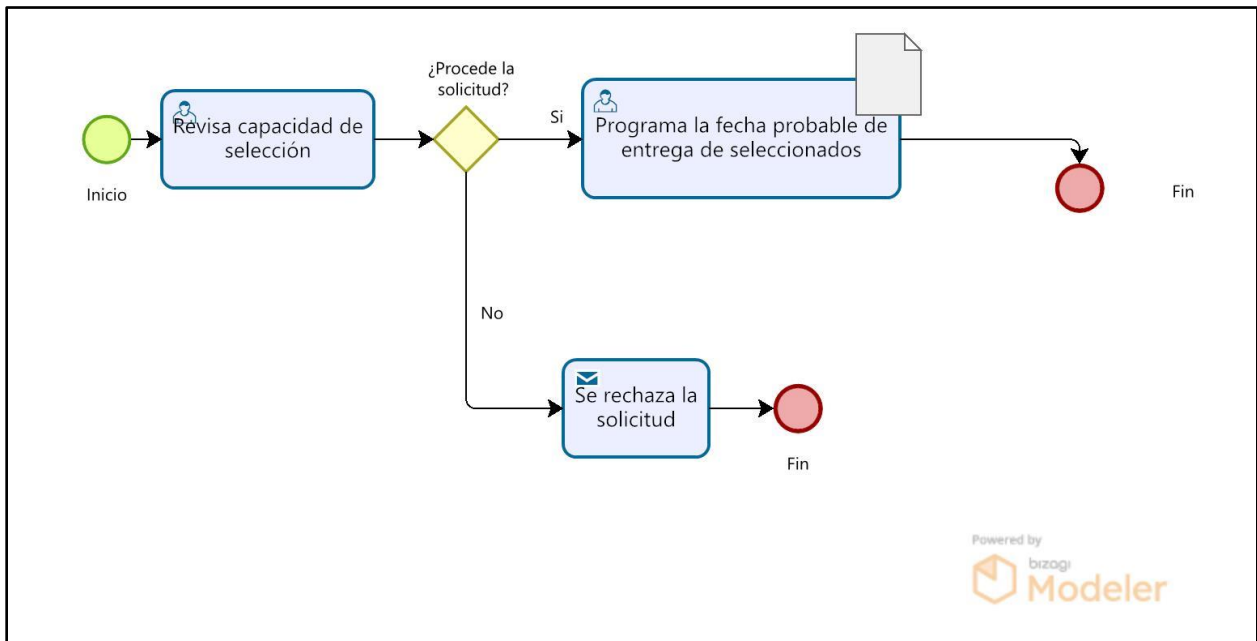 ¿Procede la
solicitud?
Revisa capacidad de
selección
Si
Programa la fecha probable de
entrega de seleccionados
Inicio
Fin
No
Se rechaza la
solicitud
Fin
Powered by
bizagi
Modeler